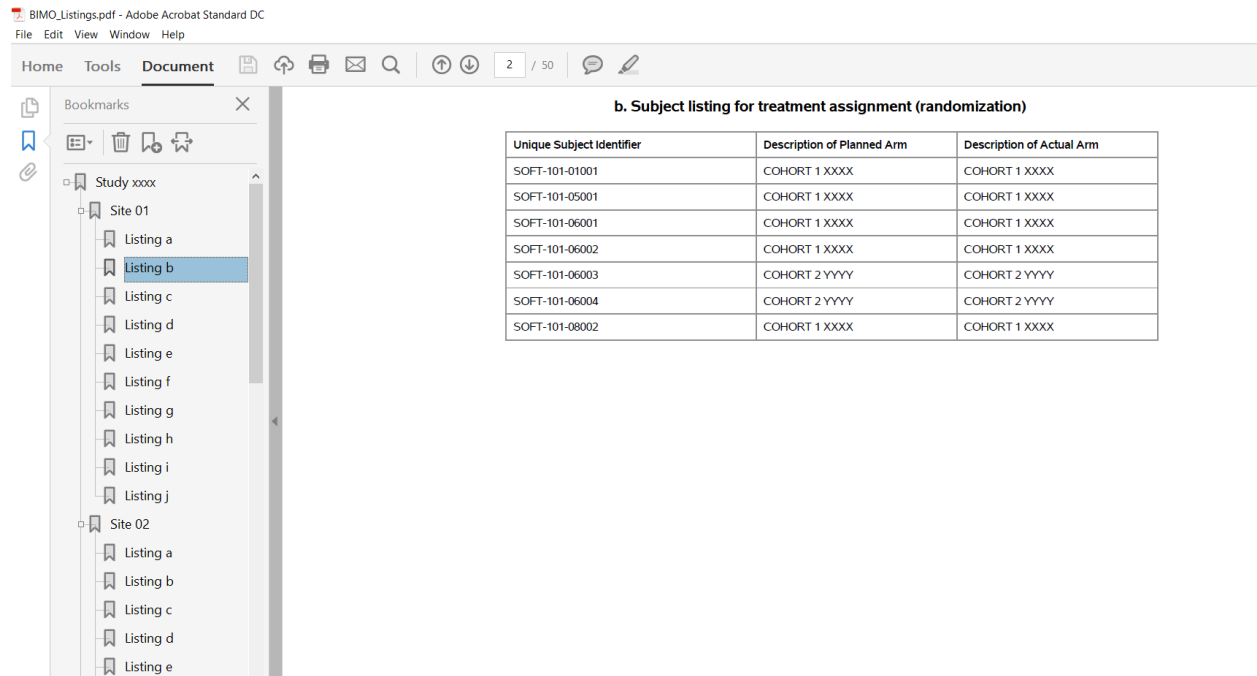 BIMO_Listings.pdf - Adobe Acrobat Standard DC
File Edit View Window Help
Home Tools Document 2 / 50
Bookmarks
Study xxxx
Site 01
Listing a
Listing b
Listing c
Listing d
Listing e
Listing f
Listing g
Listing h
Listing i
Listing j
Site 02
Listing a
Listing b
Listing c
Listing d
Listing e
b. Subject listing for treatment assignment (randomization)
Unique Subject Identifier Description of Planned Arm Description of Actual Arm
SOFT-101-01001 COHORT 1 XXXX COHORT 1 XXXX
SOFT-101-05001 COHORT 1 XXXX COHORT 1 XXXX
SOFT-101-06001 COHORT 1 XXXX COHORT 1 XXXX
SOFT-101-06002 COHORT 1 XXXX COHORT 1 XXXX
SOFT-101-06003 COHORT 2 YYYY COHORT 2 YYYY
SOFT-101-06004 COHORT 2 YYYY COHORT 2 YYYY
SOFT-101-08002 COHORT 1 XXXX COHORT 1 XXXX